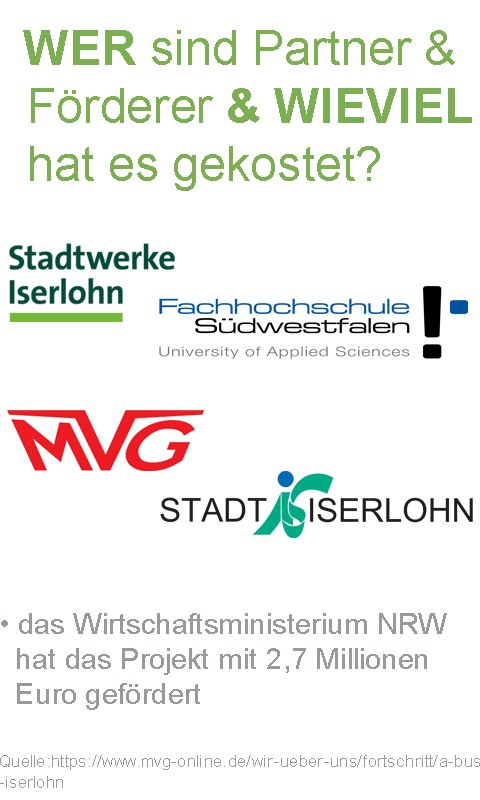 WER sind Partner &
Förderer & WIEVIEL
hat es gekostet?
Stadtwerke
Iserlohn
Fachhochschule
Südwestfalen
University of Applied Sciences
MVG
STADT ISERLOHN
• das Wirtschaftsministerium NRW
hat das Projekt mit 2,7 Millionen
Euro gefördert
Quelle:https://www.mvg-online.de/wir-ueber-uns/fortschritt/a-bus
-iserlohn